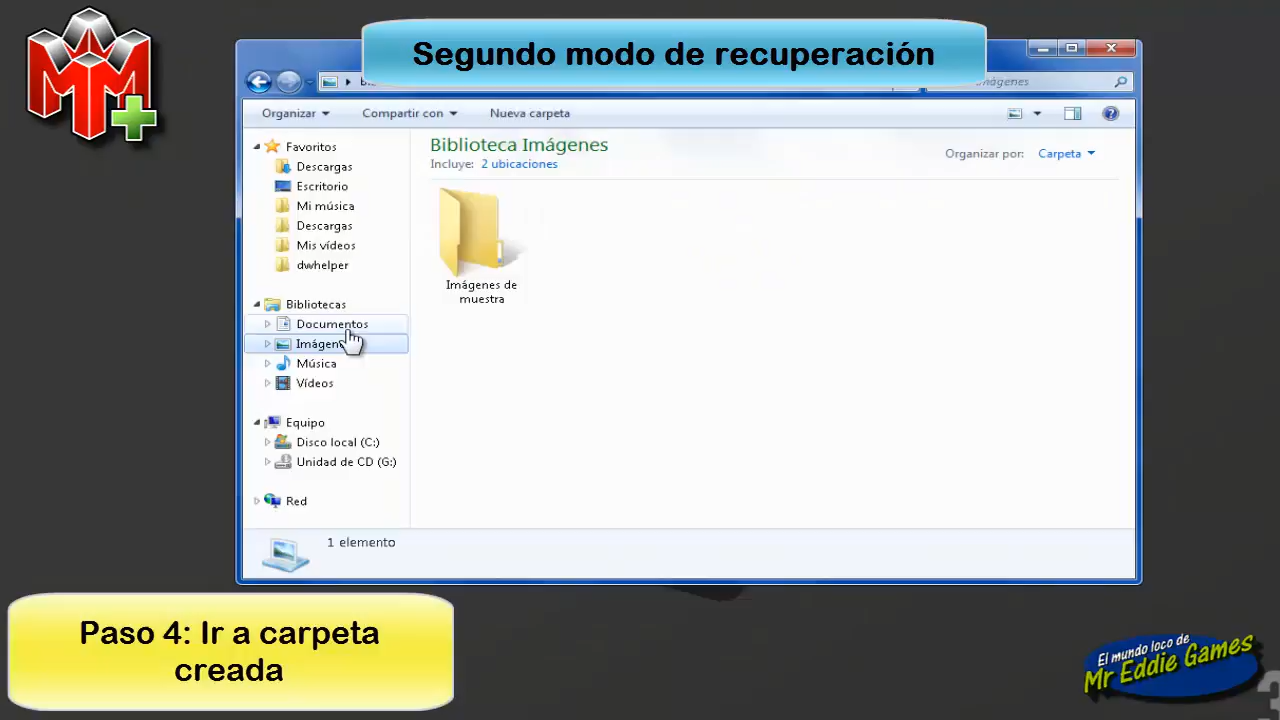 Segundo modo de recuperación
Organizar
Compartir con
Nueva carpeta
Favoritos
Descargas
Escritorio
Mi música
Descargas
Mis vídeos
dwhelper
Bibliotecas
Documentos
Música
Vídeos
Equipo
Disco local (C:)
Unidad de CD (G:)
Red
Biblioteca Imágenes
Incluye: 2 ubicaciones
Organizar por: Carpeta
Imágenes de
muestra
1 elemento
Paso 4: Ir a carpeta
creada
El mundo loco de
Mr Eddie Games